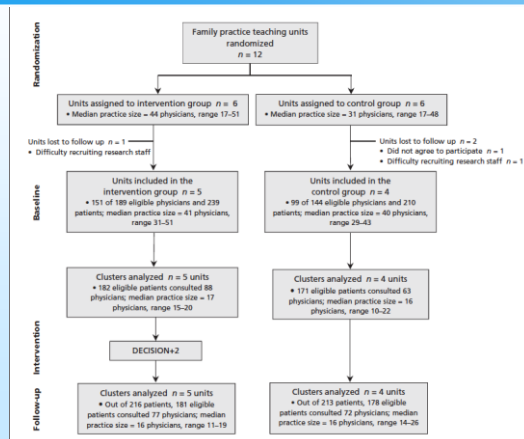 Randomization
Family practice teaching units
randomized
n = 12
Units assigned to intervention group n = 6
• Median practice size = 44 physicians, range 17–51
Units assigned to control group n = 6
• Median practice size = 31 physicians, range 17–48
Units lost to follow up n = 1
• Difficulty recruiting research staff
Units lost to follow up n = 2
• Did not agree to participate n = 1
• Difficulty recruiting research staff n = 1
Baseline
Units included in the
intervention group n = 5
• 151 of 189 eligible physicians and 239
patients; median practice size = 41 physicians,
range 31–51
Units included in the
control group n = 4
• 99 of 144 eligible physicians and 210
patients; median practice size = 40 physicians,
range 29–43
Clusters analyzed n = 5 units
• 182 eligible patients consulted 88
physicians; median practice size = 17
physicians, range 15–20
Clusters analyzed n = 4 units
• 171 eligible patients consulted 63
physicians; median practice size = 16
physicians, range 10–22
Intervention
DECISION+2
Follow-up
Clusters analyzed n = 5 units
• Out of 216 patients, 181 eligible
patients consulted 77 physicians; median
practice size = 16 physicians, range 11–19
Clusters analyzed n = 4 units
• Out of 213 patients, 178 eligible
patients consulted 72 physicians; median
practice size = 16 physicians, range 14–26